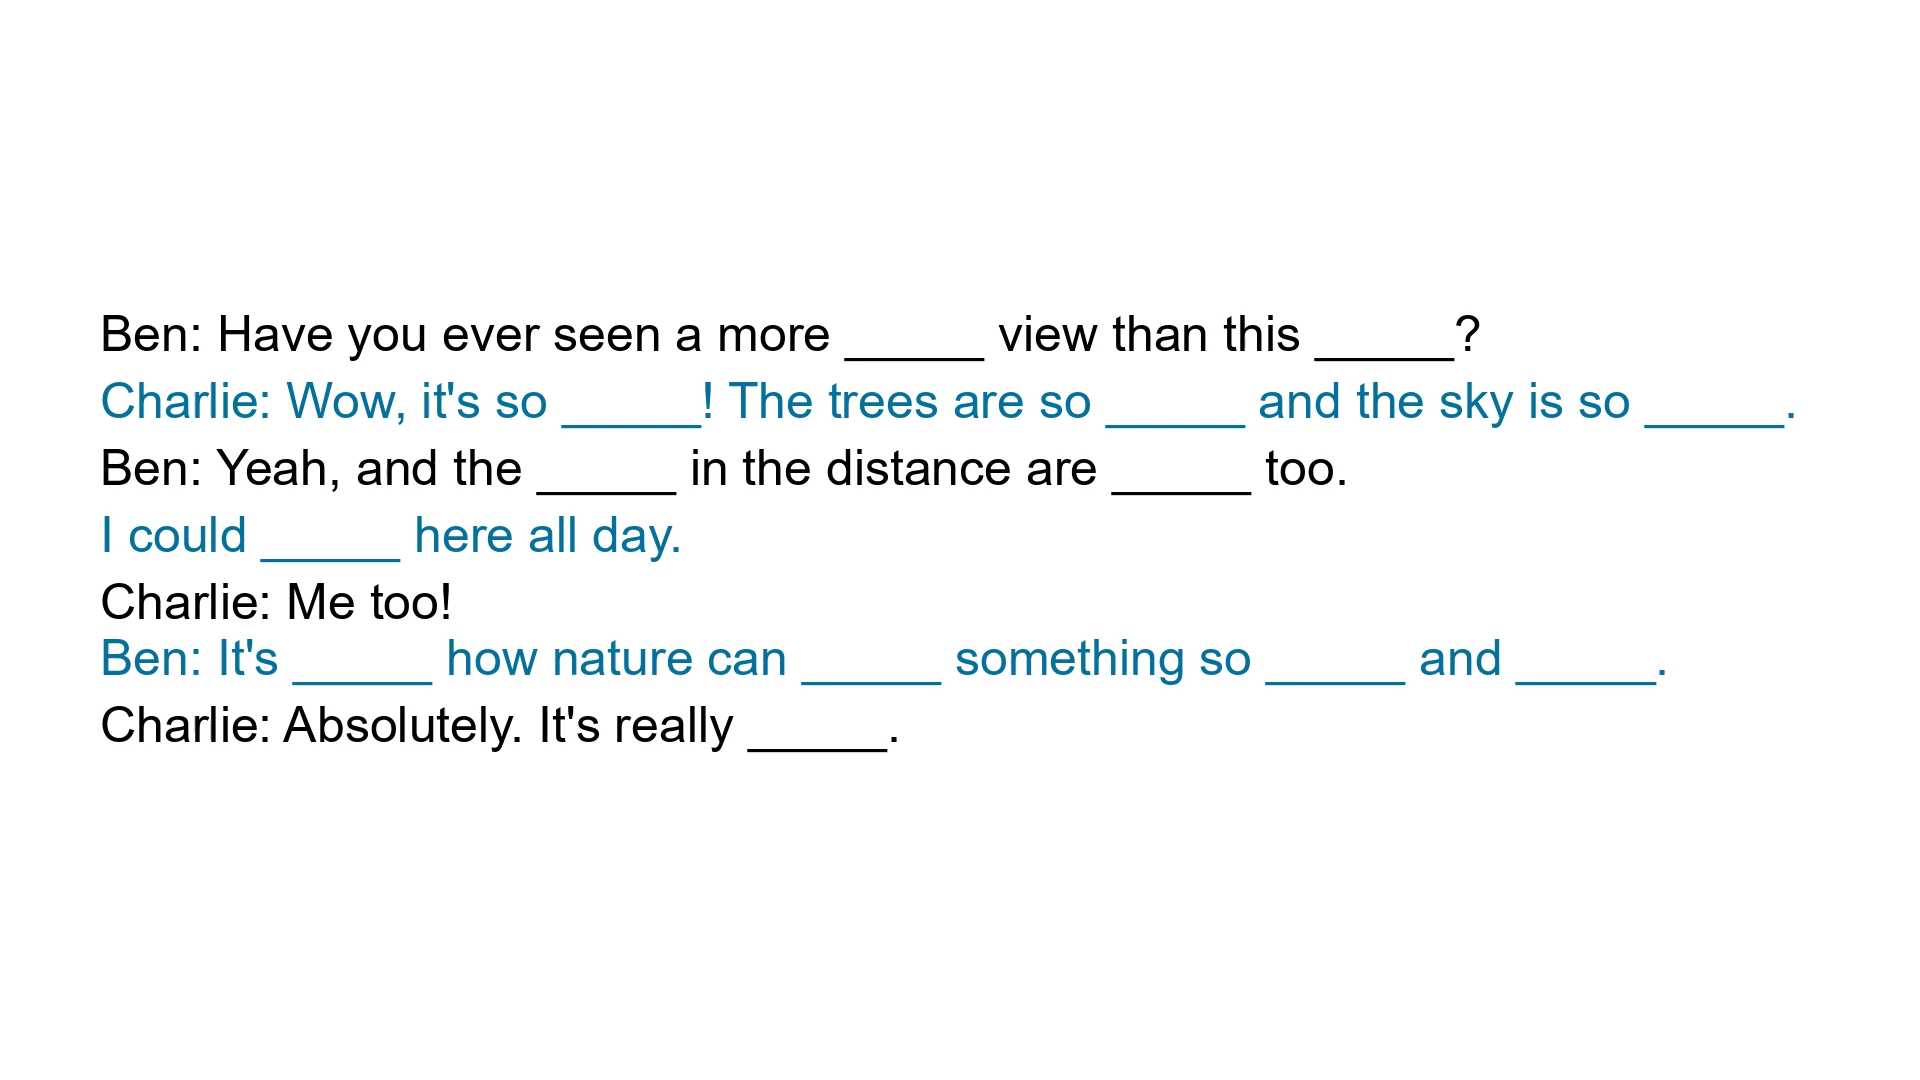 Ben: Have you ever seen a more _____ view than this _____?
Charlie: Wow, it's so _____! The trees are so _____ and the sky is so _____.
Ben: Yeah, and the _____ in the distance are _____ too.
I could _____ here all day.
Charlie: Me too!
Ben: It's _____ how nature can _____ something so _____ and _____.
Charlie: Absolutely. It's really _____.